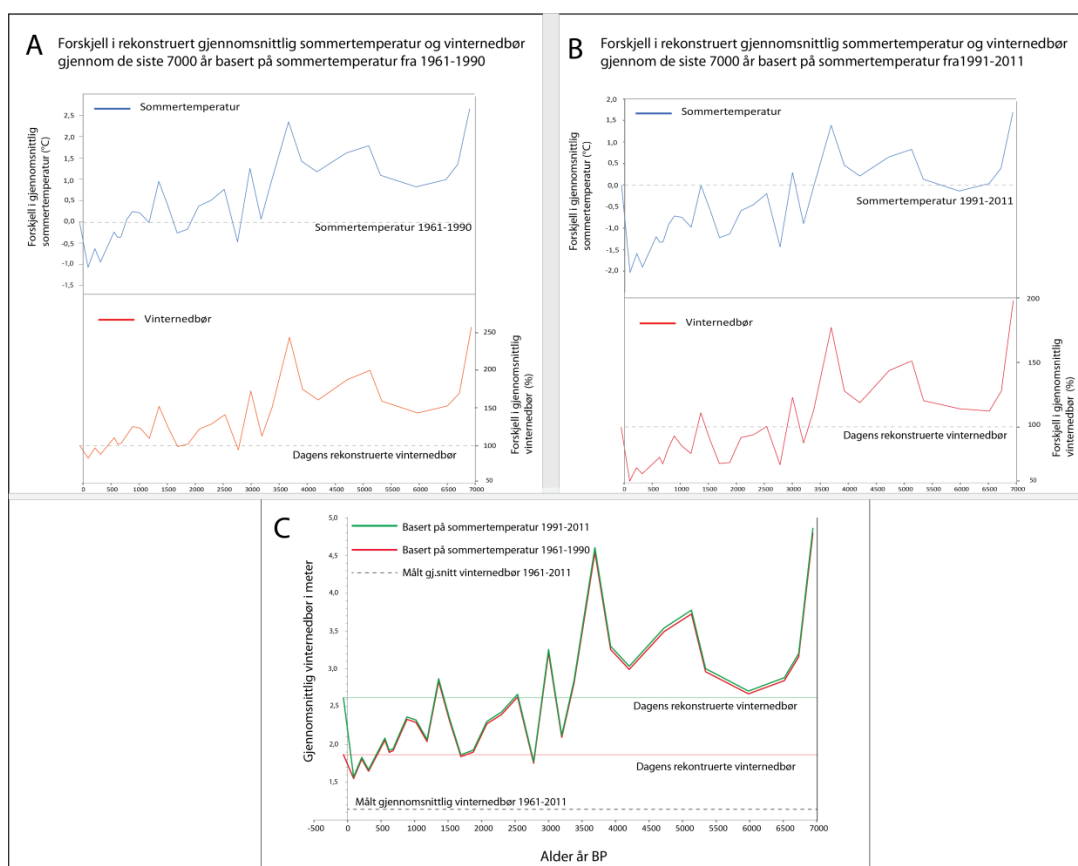 A
Forskjell i rekonstruert gjennomsnittlig sommertemperatur og vinternedbør
gjennom de siste 7000 år basert på sommertemperatur fra 1961-1990
Sommertemperatur
2,5
2,0
1,5
1,0
0,5
0,0
-0,5
-1,0
-1,5
Forskjell i gjennomsnittlig
sommertemperatur (°C)
Sommertemperatur 1961-1990
Vinternedbør
250
200
150
100
50
Forskjell i gjennomsnittlig
vinternedbør (%)
Dagens rekonstruerte vinternedbør
0 500 1000 1500 2000 2500 3000 3500 4000 4500 5000 5500 6000 6500 7000
B
Forskjell i rekonstruert gjennomsnittlig sommertemperatur og vinternedbør
gjennom de siste 7000 år basert på sommertemperatur fra1991-2011
Sommertemperatur
2,0
1,5
1,0
0,5
0,0
-0,5
-1,0
-1,5
-2,0
Forskjell i gjennomsnittlig
sommertemperatur (°C)
Sommertemperatur 1991-2011
Vinternedbør
200
150
100
50
Forskjell i gjennomsnittlig
vinternedbør (%)
Dagens rekonstruerte vinternedbør
0 500 1000 1500 2000 2500 3000 3500 4000 4500 5000 5500 6000 6500 7000
C
Basert på sommertemperatur 1991-2011
Basert på sommertemperatur 1961-1990
Målt gj.snitt vinternedbør 1961-2011
5,0
4,5
4,0
3,5
3,0
2,5
2,0
1,5
Gjennomsnittlig vinternedbør i meter
Dagens rekonstruerte vinternedbør
Dagens rekontruerte vinternedbør
Målt gjennomsnittlig vinternedbør 1961-2011
-500 0 500 1000 1500 2000 2500 3000 3500 4000 4500 5000 5500 6000 6500 7000
Alder år BP